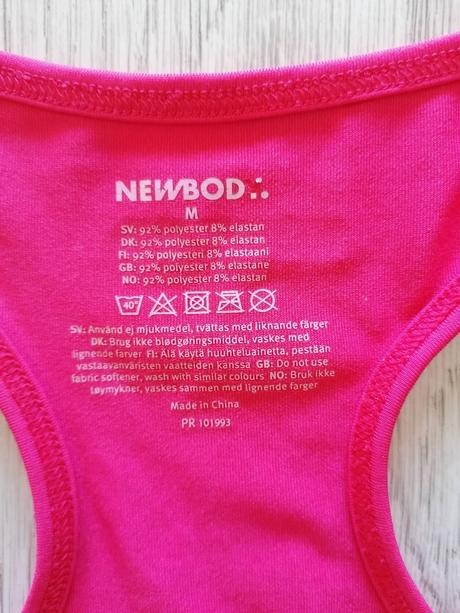 NEWBODY.
M
SV: 92% polyester 8% elastan
DK: 92% polyester 8% elastan
FI: 92% polyesteri 8% elastaani
GB: 92% polyester 8% elastane
NO: 92% polyester 8% elastan
40°
SV: Använd ej mjukmedel, tvättas med liknande färger
DK: Brug ikke blødgøringsmiddel, vaskes med
lignende farver FI: Älä käytä huuhteluainetta, pestään
vastaavanväristen vaatteiden kanssa GB: Do not use
fabric softener, wash with similar colours NO: Bruk ikke
tøymykner, vaskes sammen med lignende farger
Made in China
PR 101993